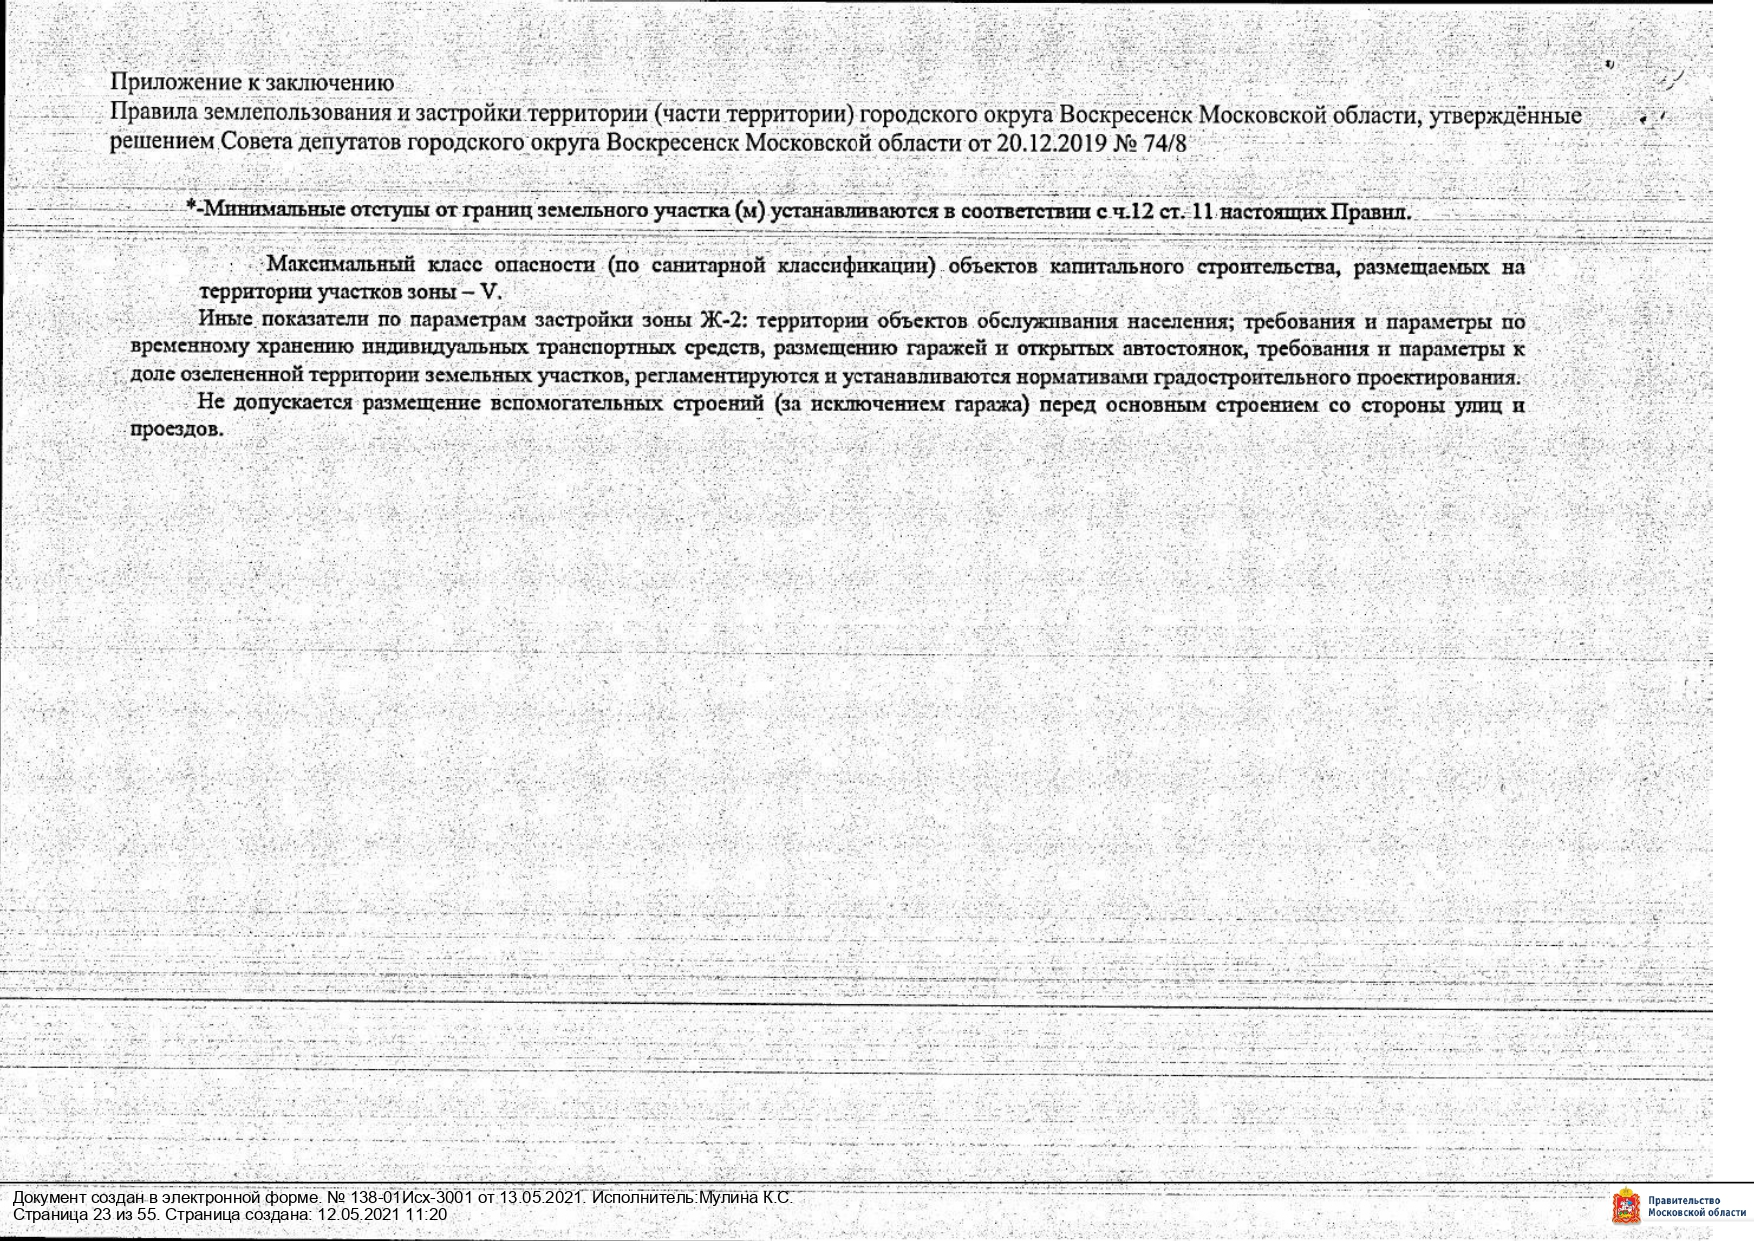 Приложение к заключению
Правила землепользования и застройки территории (части территории) городского округа Воскресенск Московской области, утверждённые
решением Совета депутатов городского округа Воскресенск Московской области от 20.12.2019 № 74/8
*-Минимальные отступы от границ земельного участка (м) устанавливаются в соответствии с ч.12 ст. 11 настоящих Правил.
Максимальный класс опасности (по санитарной классификации) объектов капитального строительства, размещаемых на
территории участков зоны – V.
Иные показатели по параметрам застройки зоны Ж-2: территории объектов обслуживания населения; требования и параметры по
временному хранению индивидуальных транспортных средств, размещению гаражей и открытых автостоянок, требования и параметры к
доле озелененной территории земельных участков, регламентируются и устанавливаются нормативами градостроительного проектирования.
Не допускается размещение вспомогательных строений (за исключением гаража) перед основным строением со стороны улиц и
проездов.
Документ создан в электронной форме. № 138-01Исх-3001 от 13.05.2021. Исполнитель:Мулина К.С.
Страница 23 из 55. Страница создана: 12.05.2021 11:20
Правительство
Московской области